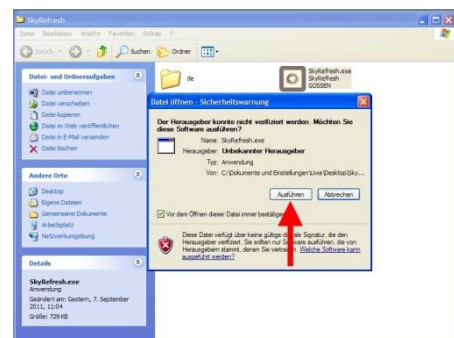 SkyRefresh
Datei Bearbeiten Ansicht Favoriten Extras ?
Zurück
Suchen
Ordner
Datei- und Ordneraufgaben
Datei umbenennen
Datei verschieben
Datei kopieren
Datei im Web veröffentlichen
Datei in E-Mail versenden
Datei löschen
Andere Orte
Desktop
Eigene Dateien
Gemeinsame Dokumente
Arbeitsplatz
Netzwerkumgebung
Details
SkyRefresh.exe
Anwendung
Geändert am: Gestern, 7. September
2011, 11:04
Größe: 729 KB
de
SkyRefresh.exe
SkyRefresh
GOSSEN
Datei öffnen - Sicherheitswarnung
Der Herausgeber konnte nicht verifiziert werden. Möchten Sie
diese Software ausführen?
Name: SkyRefresh.exe
Herausgeber: Unbekannter Herausgeber
Typ: Anwendung
Von: C:\Dokumente und Einstellungen\Uwe\Desktop\Sky...
Ausführen
Abbrechen
Vor dem Öffnen dieser Datei immer bestätigen
Diese Datei verfügt über keine gültige Signatur, die den
Herausgeber verifiziert. Sie sollten nur Software ausführen, die von
Herausgebern stammt, denen Sie vertrauen. Welche Software kann
ausgeführt werden?